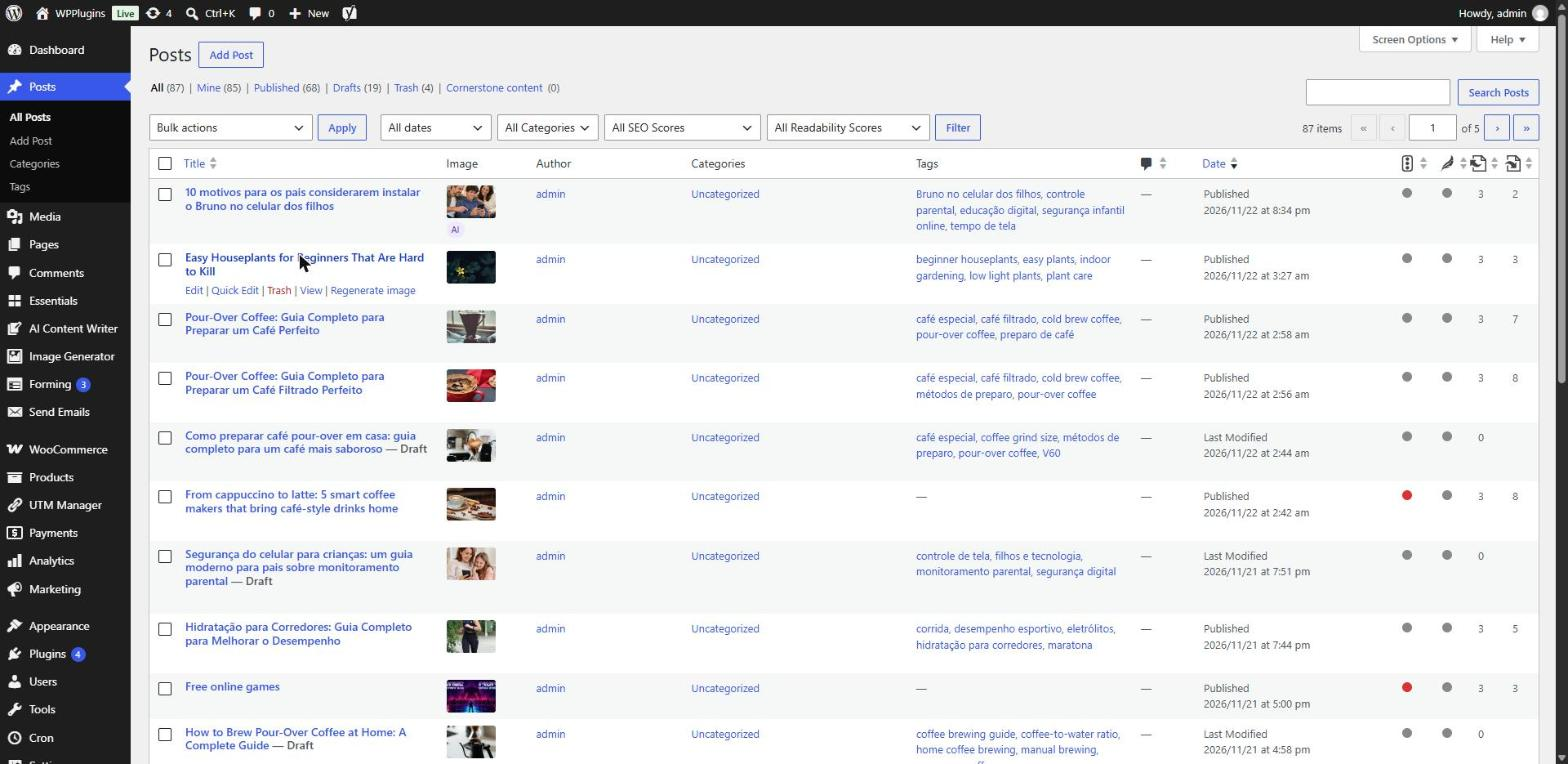 WPPlugins Live 4 Ctrl+K 0 New Howdy, admin
Dashboard
Posts
All Posts
Add Post
Categories
Tags
Media
Pages
Comments
Essentials
AI Content Writer
Image Generator
Forming 3
Send Emails
WooCommerce
Products
UTM Manager
Payments
Analytics
Marketing
Appearance
Plugins 4
Users
Tools
Cron
Screen Options Help
Posts Add Post
All (87) | Mine (85) | Published (68) | Drafts (19) | Trash (4) | Cornerstone content (0)
Search Posts
Bulk actions Apply All dates All Categories All SEO Scores All Readability Scores Filter 87 items « ‹ 1 of 5 › »
Title Image Author Categories Tags Date
10 motivos para os pais considerarem instalar
o Bruno no celular dos filhos
AI
admin
Uncategorized
Bruno no celular dos filhos, controle
parental, educação digital, segurança infantil
online, tempo de tela
—
Published
2026/11/22 at 8:34 pm
3 2
Easy Houseplants for Beginners That Are Hard
to Kill
Edit | Quick Edit | Trash | View | Regenerate image
admin
Uncategorized
beginner houseplants, easy plants, indoor
gardening, low light plants, plant care
—
Published
2026/11/22 at 3:27 am
3 3
Pour-Over Coffee: Guia Completo para
Preparar um Café Perfeito
admin
Uncategorized
café especial, café filtrado, cold brew coffee,
pour-over coffee, preparo de café
—
Published
2026/11/22 at 2:58 am
3 7
Pour-Over Coffee: Guia Completo para
Preparar um Café Filtrado Perfeito
admin
Uncategorized
café especial, café filtrado, cold brew coffee,
métodos de preparo, pour-over coffee
—
Published
2026/11/22 at 2:56 am
3 8
Como preparar café pour-over em casa: guia
completo para um café mais saboroso — Draft
admin
Uncategorized
café especial, coffee grind size, métodos de
preparo, pour-over coffee, V60
—
Last Modified
2026/11/22 at 2:44 am
0
From cappuccino to latte: 5 smart coffee
makers that bring café-style drinks home
admin
Uncategorized
—
—
Published
2026/11/22 at 2:42 am
3 8
Segurança do celular para crianças: um guia
moderno para pais sobre monitoramento
parental — Draft
admin
Uncategorized
controle de tela, filhos e tecnologia,
monitoramento parental, segurança digital
—
Last Modified
2026/11/21 at 7:51 pm
0
Hidratação para Corredores: Guia Completo
para Melhorar o Desempenho
admin
Uncategorized
corrida, desempenho esportivo, eletrólitos,
hidratação para corredores, maratona
—
Published
2026/11/21 at 7:44 pm
3 5
Free online games
admin
Uncategorized
—
—
Published
2026/11/21 at 5:00 pm
3 3
How to Brew Pour-Over Coffee at Home: A
Complete Guide — Draft
admin
Uncategorized
coffee brewing guide, coffee-to-water ratio,
home coffee brewing, manual brewing,
—
Last Modified
2026/11/21 at 4:58 pm
0